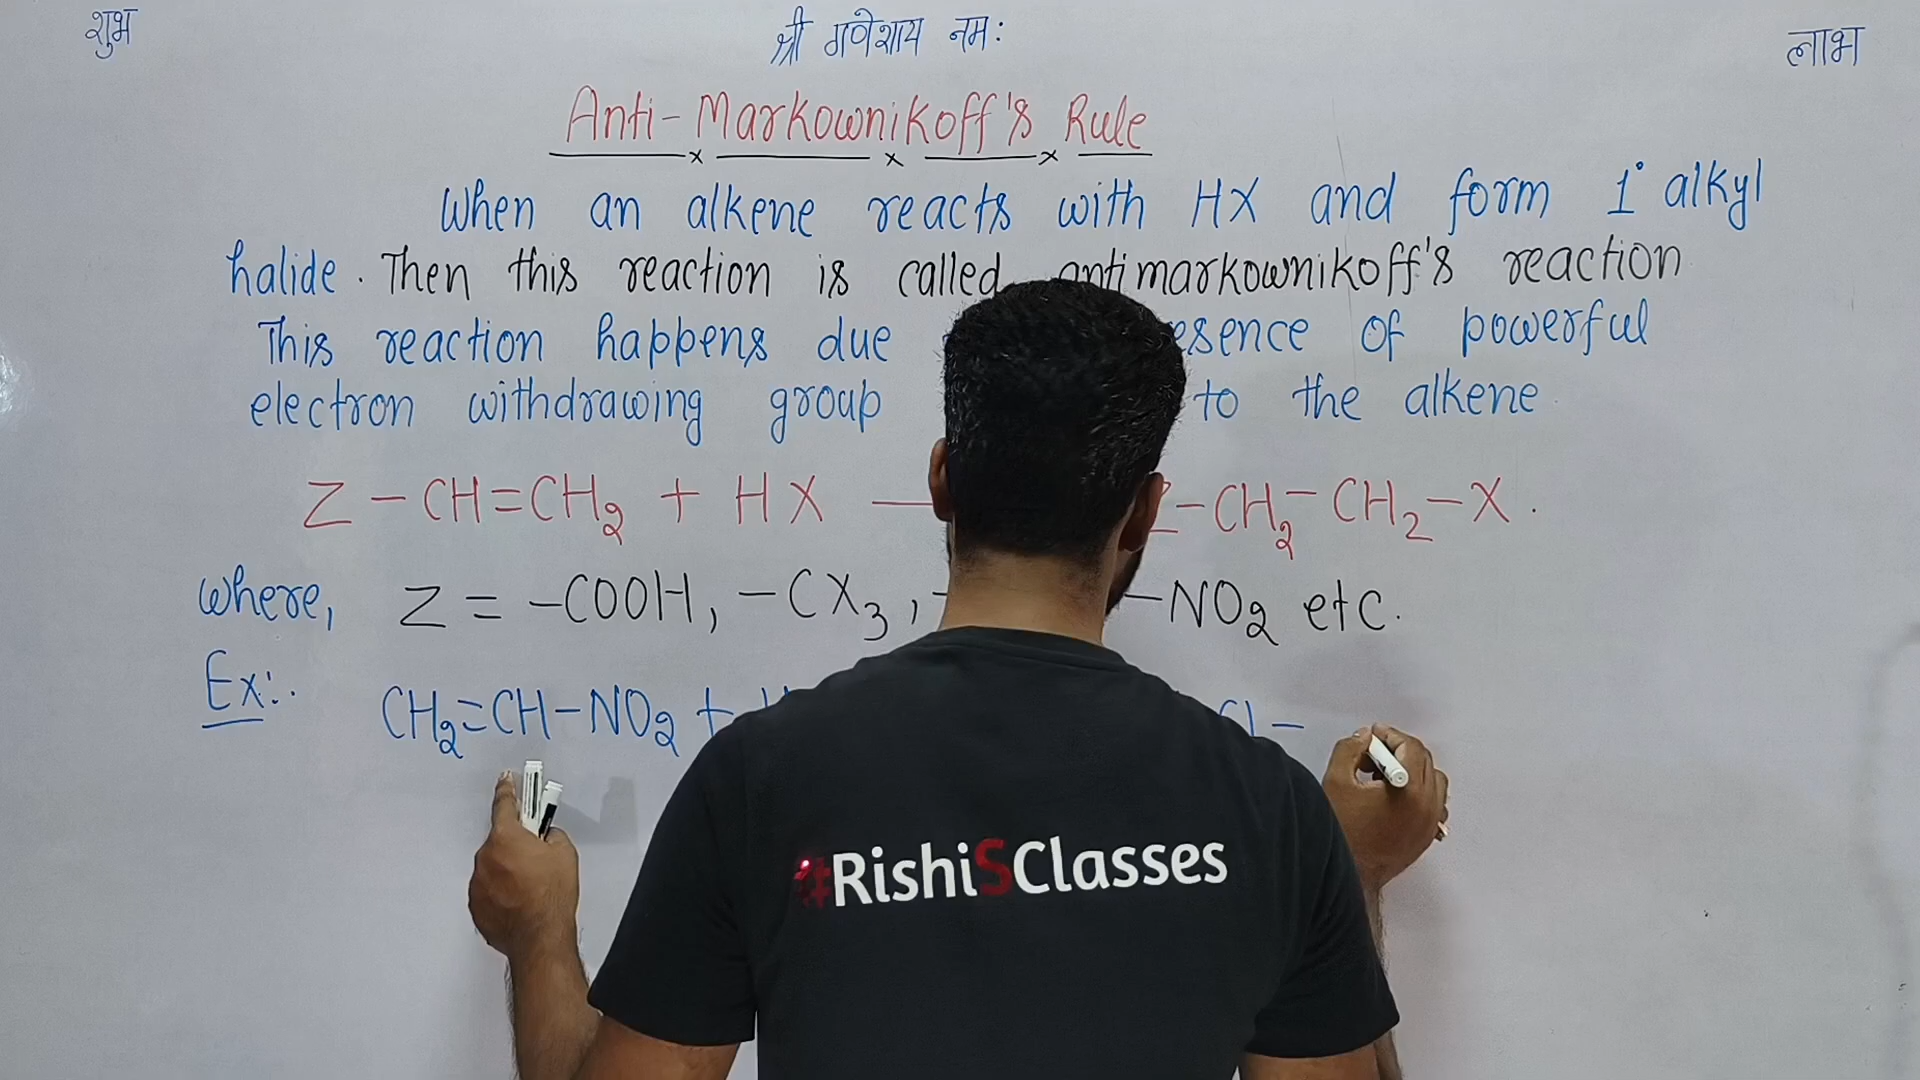 शुभ श्री गणेशाय नमः लाभ
Anti-Markownikoff's Rule
When an alkene reacts with HX and form 1° alkyl
halide. Then this reaction is called antimarkownikoff's reaction
This reaction happens due esence of powerful
electron withdrawing group to the alkene.
Z-CH=CH₂ + HX — Z-CH₂-CH₂-X.
where, Z = -COOH, -CX₃, -NO₂ etc.
Ex:. CH₂=CH-NO₂ + Cl-
#RishiSClasses